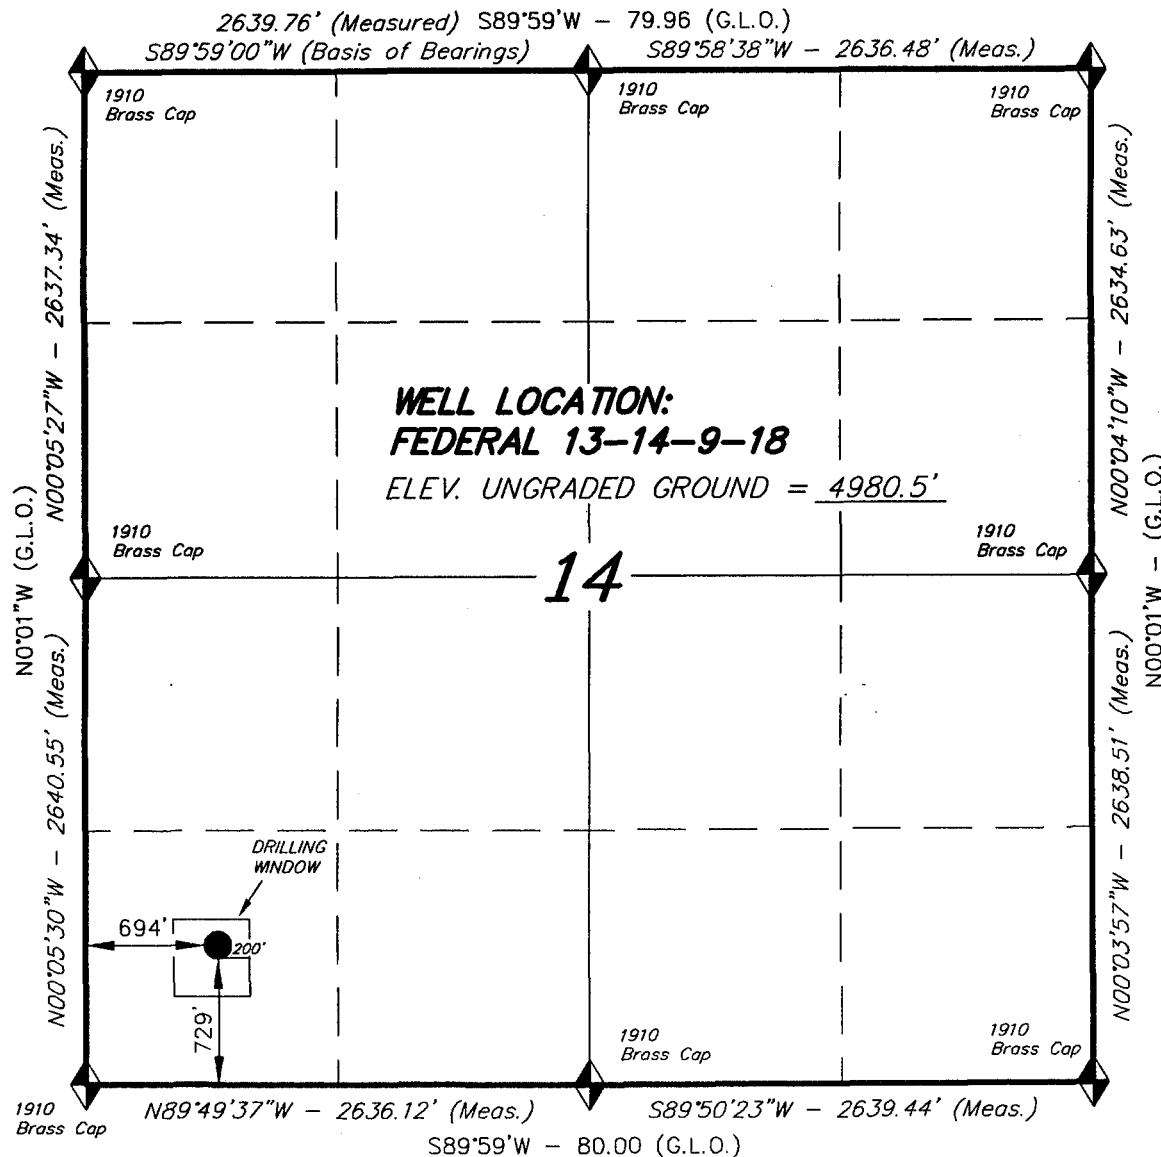 2639.76' (Measured) S89°59'W – 79.96 (G.L.O.)
S89°59'00"W (Basis of Bearings)
S89°58'38"W – 2636.48' (Meas.)
1910
Brass Cap
1910
Brass Cap
1910
Brass Cap
N00°05'27"W – 2637.34' (Meas.)
N00°04'10"W – 2634.63' (Meas.)
WELL LOCATION:
FEDERAL 13–14–9–18
ELEV. UNGRADED GROUND = 4980.5'
N0°01"W (G.L.O.)
N00°01'W – (G.L.O.)
1910
Brass Cap
1910
Brass Cap
14
N00°05'30"W – 2640.55' (Meas.)
N00°03'57"W – 2638.51' (Meas.)
DRILLING
WINDOW
694'
200'
729'
1910
Brass Cap
1910
Brass Cap
1910
Brass Cap
N89°49'37"W – 2636.12' (Meas.)
S89°50'23"W – 2639.44' (Meas.)
S89°59'W – 80.00 (G.L.O.)